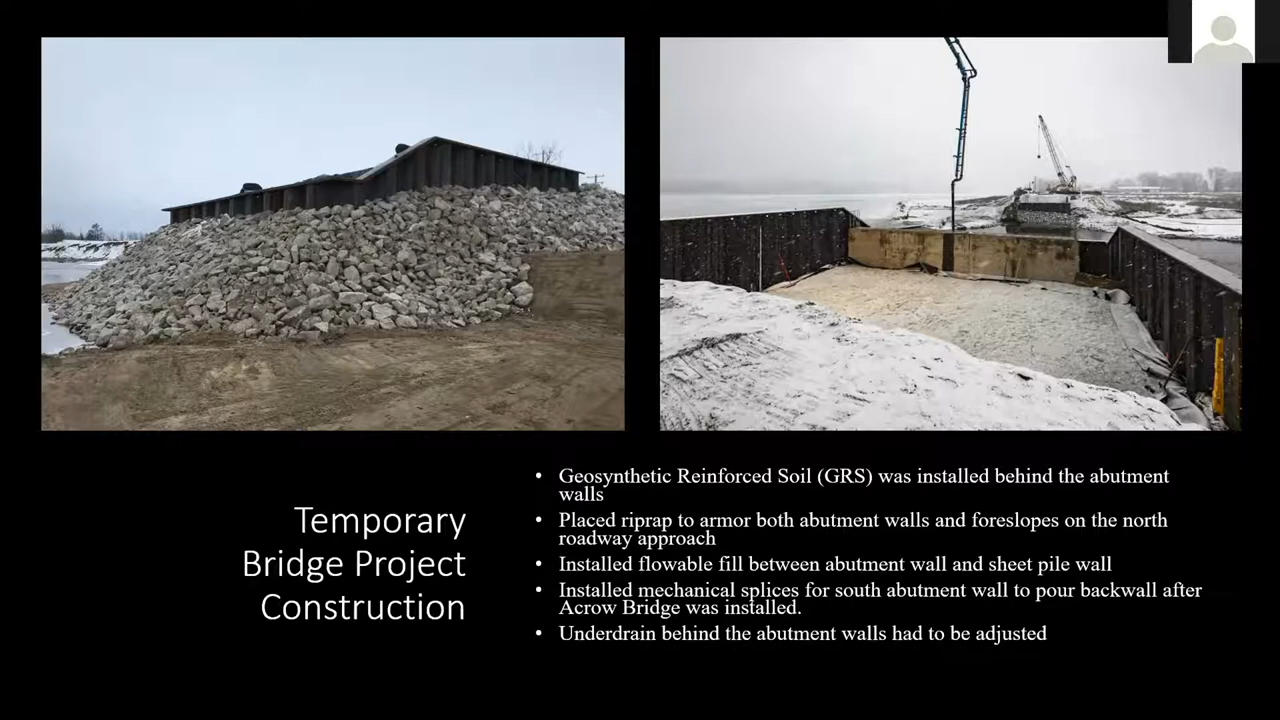 Temporary
Bridge Project
Construction
• Geosynthetic Reinforced Soil (GRS) was installed behind the abutment
walls
• Placed riprap to armor both abutment walls and foreslopes on the north
roadway approach
• Installed flowable fill between abutment wall and sheet pile wall
• Installed mechanical splices for south abutment wall to pour backwall after
Acrow Bridge was installed.
• Underdrain behind the abutment walls had to be adjusted